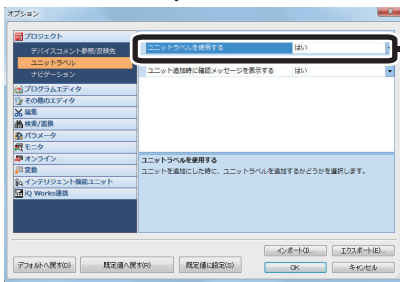 オプション
プロジェクト
デバイスコメント参照/反映先
ユニットラベル
ナビゲーション
プログラムエディタ
その他のエディタ
編集
検索/置換
パラメータ
モニタ
オンライン
変換
インテリジェント機能ユニット
iQ Works連携
ユニットラベルを使用する はい
ユニット追加時に確認メッセージを表示する はい
ユニットラベルを使用する
ユニットを追加にした時に、ユニットラベルを追加するかどうかを選択します。
インポート(I)... エクスポート(E)...
デフォルトへ戻す(D) 既定値へ戻す(R) 既定値に設定(S) OK キャンセル